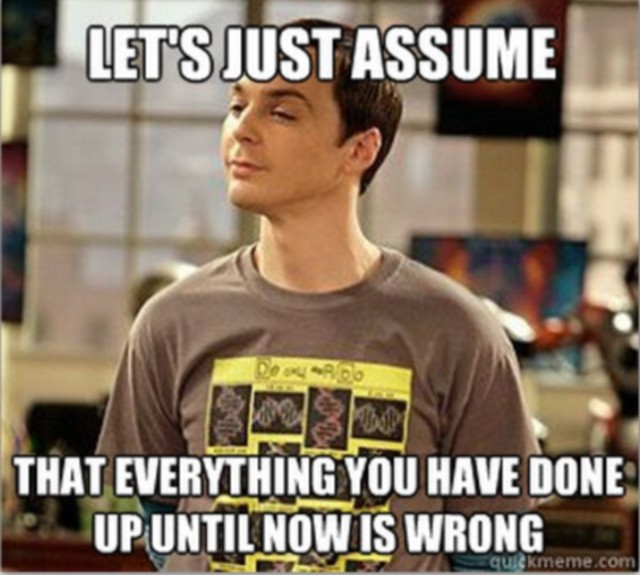 LET'S JUST ASSUME
THAT EVERYTHING YOU HAVE DONE
UP UNTIL NOW IS WRONG
quickmeme.com